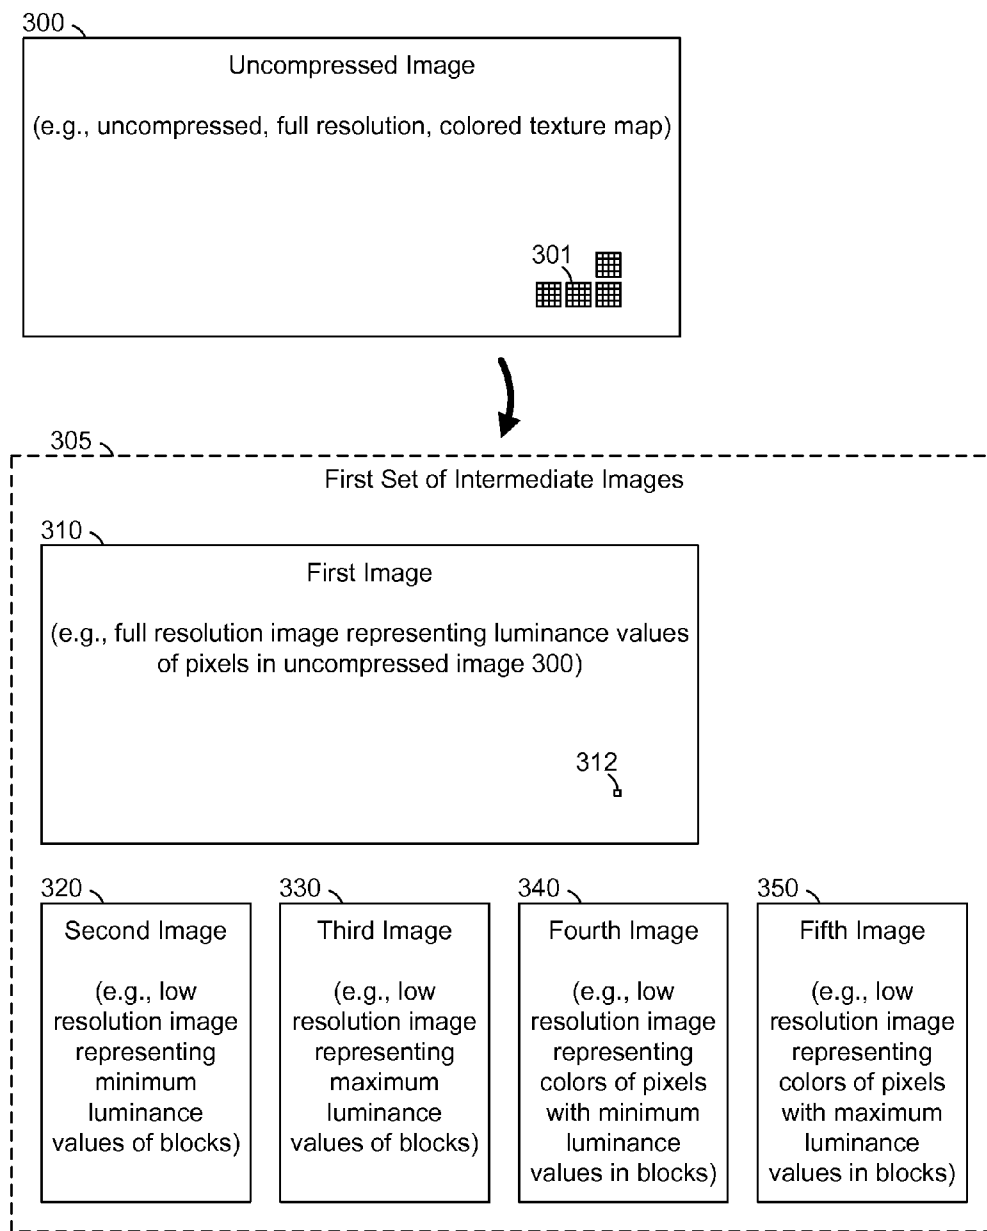 300
Uncompressed Image
(e.g., uncompressed, full resolution, colored texture map)
301
305
First Set of Intermediate Images
310
First Image
(e.g., full resolution image representing luminance values
of pixels in uncompressed image 300)
312
320
Second Image
(e.g., low
resolution image
representing
minimum
luminance
values of blocks)
330
Third Image
(e.g., low
resolution image
representing
maximum
luminance
values of blocks)
340
Fourth Image
(e.g., low
resolution image
representing
colors of pixels
with minimum
luminance
values in blocks)
350
Fifth Image
(e.g., low
resolution image
representing
colors of pixels
with maximum
luminance
values in blocks)